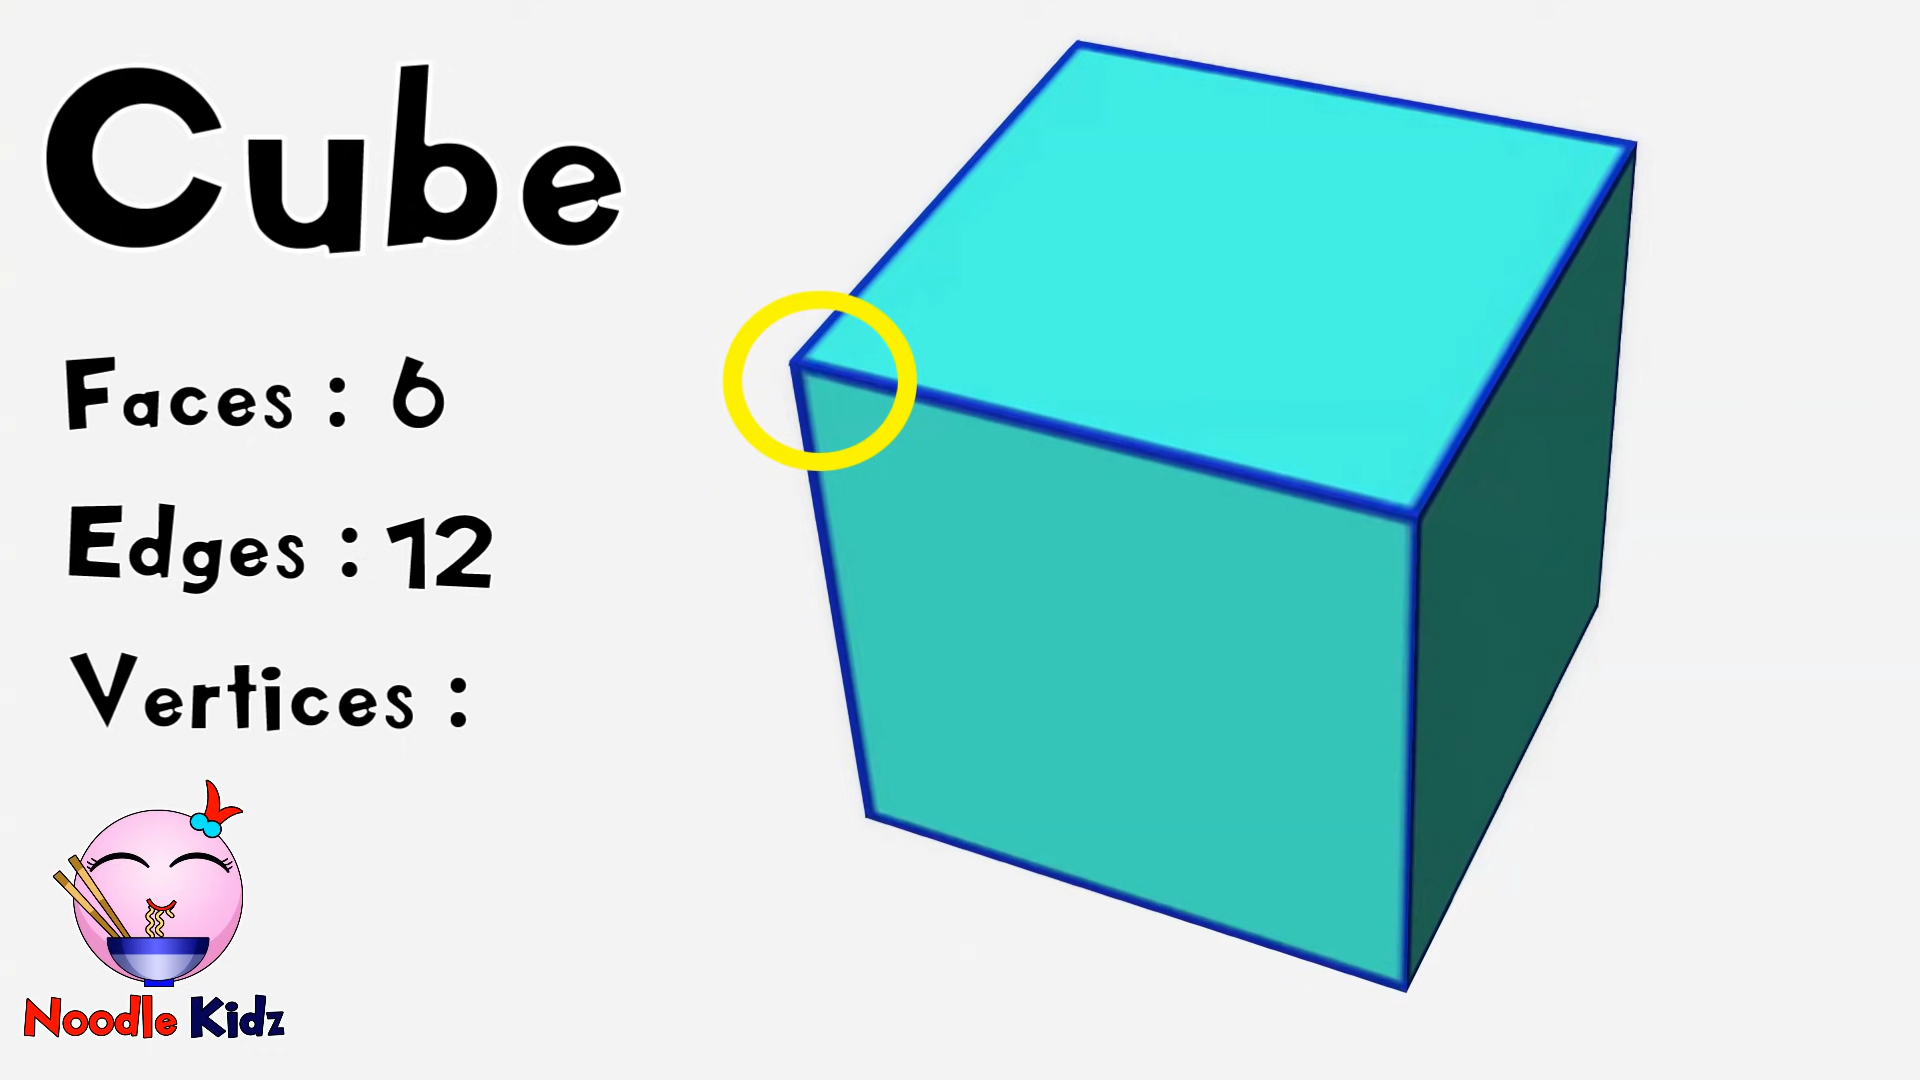 Cube
Faces : 6
Edges : 12
Vertices :
Noodle Kidz